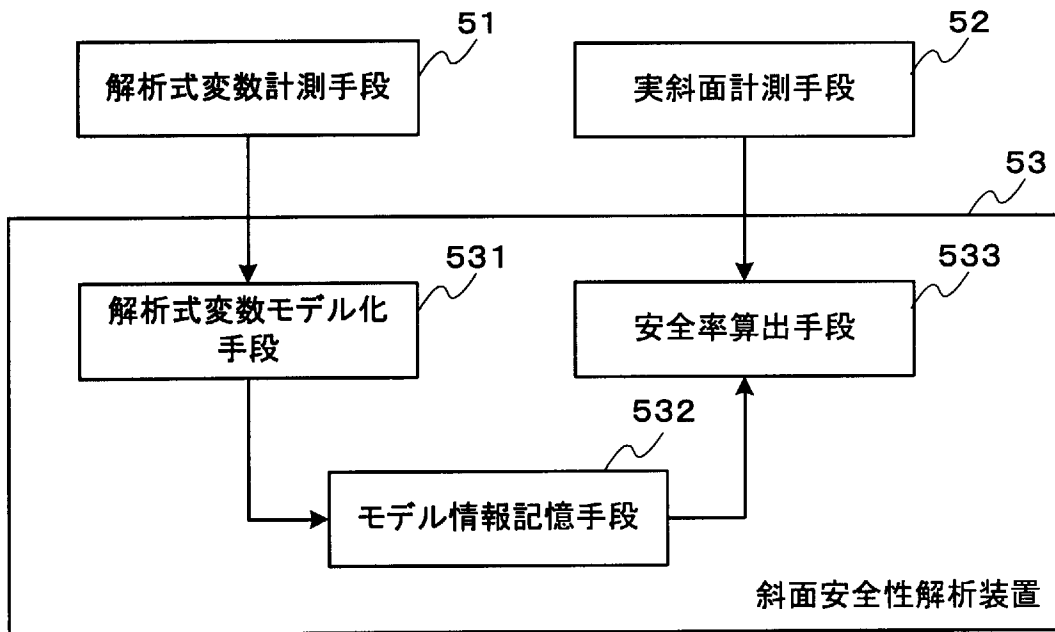 51
解析式変数計測手段
52
実斜面計測手段
53
531
解析式変数モデル化
手段
533
安全率算出手段
532
モデル情報記憶手段
斜面安全性解析装置